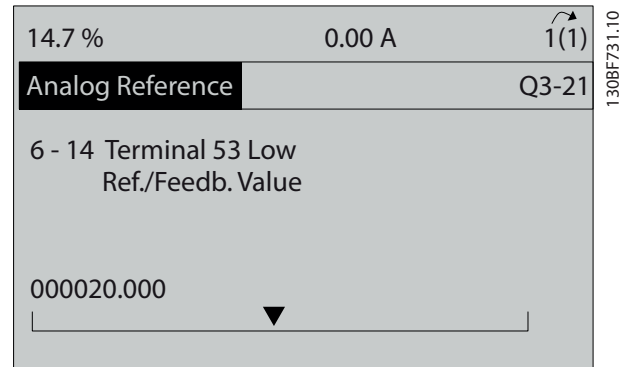 14.7 % 0.00 A 1(1)
Analog Reference Q3-21
6 - 14 Terminal 53 Low
Ref./Feedb. Value
000020.000
130BF731.10